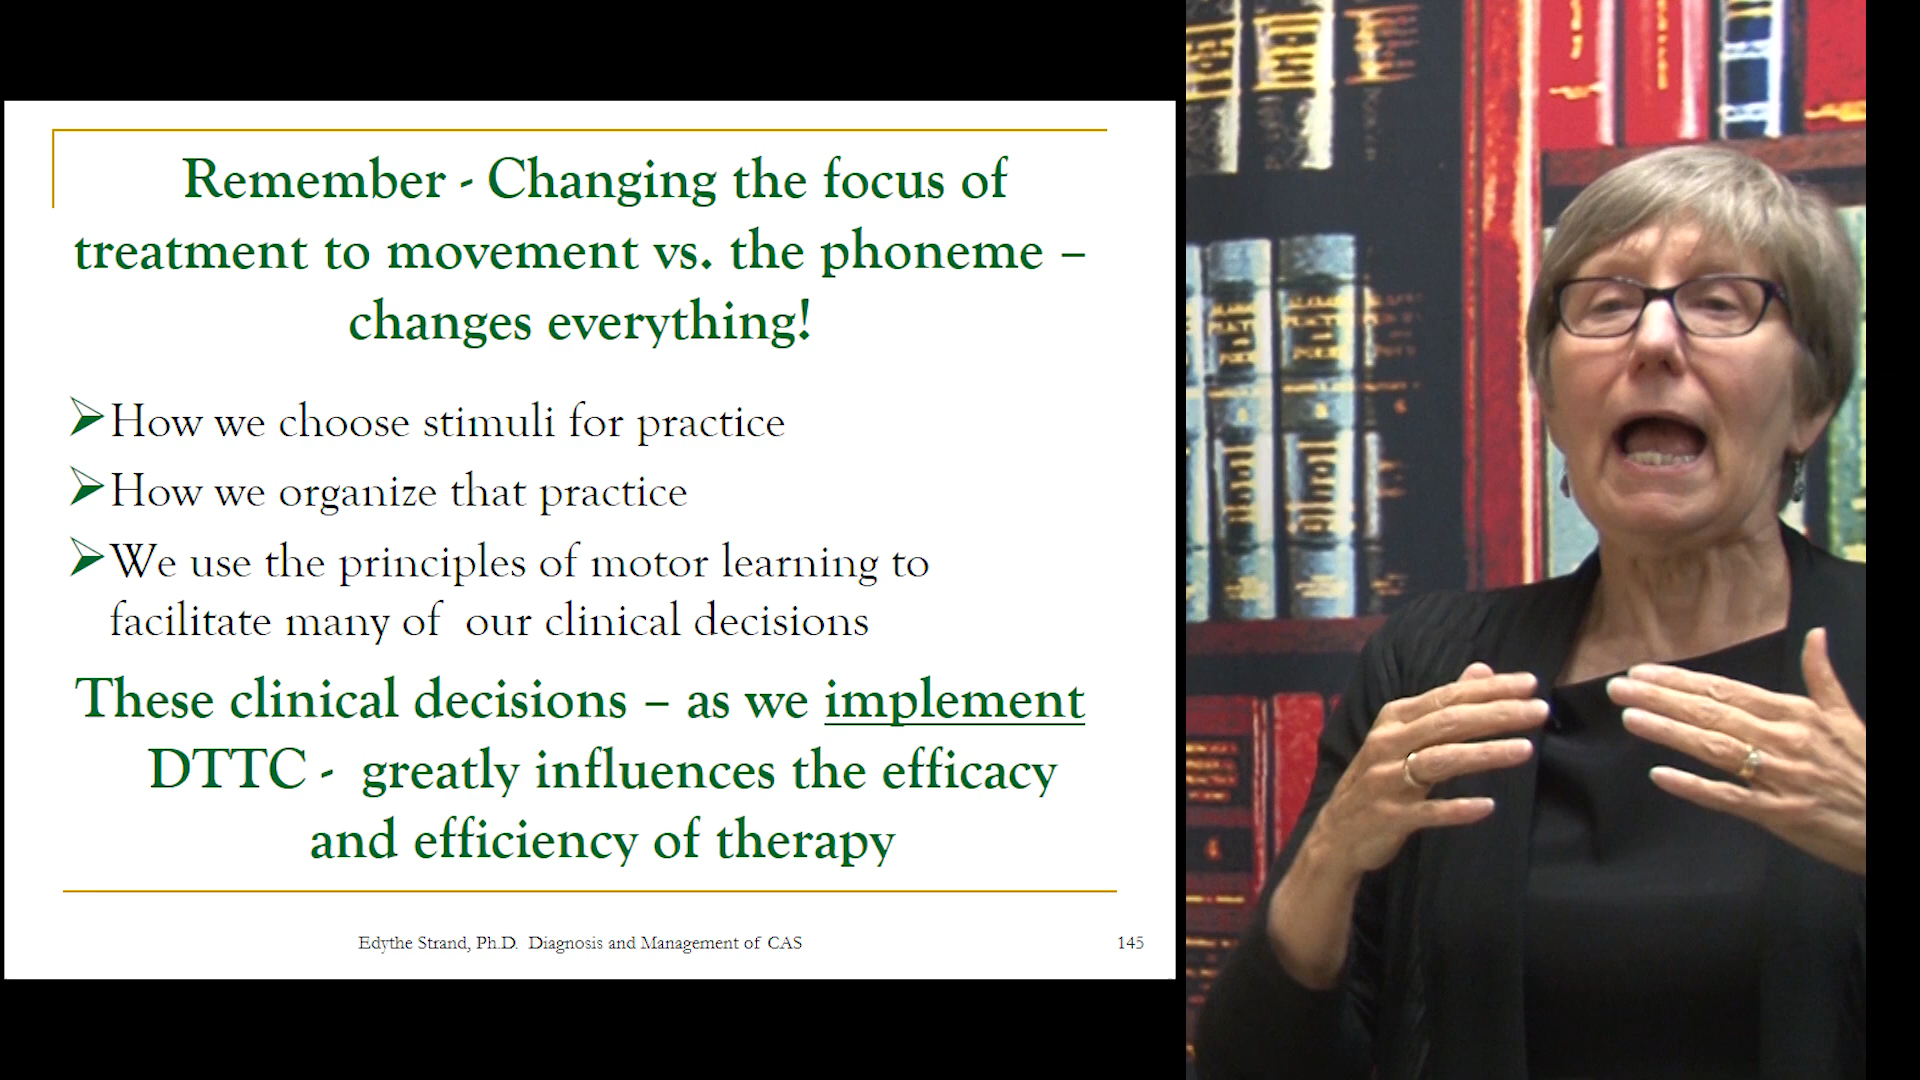 Remember - Changing the focus of
treatment to movement vs. the phoneme –
changes everything!
How we choose stimuli for practice
How we organize that practice
We use the principles of motor learning to
facilitate many of our clinical decisions
These clinical decisions – as we implement
DTTC - greatly influences the efficacy
and efficiency of therapy
Edythe Strand, Ph.D. Diagnosis and Management of CAS
145